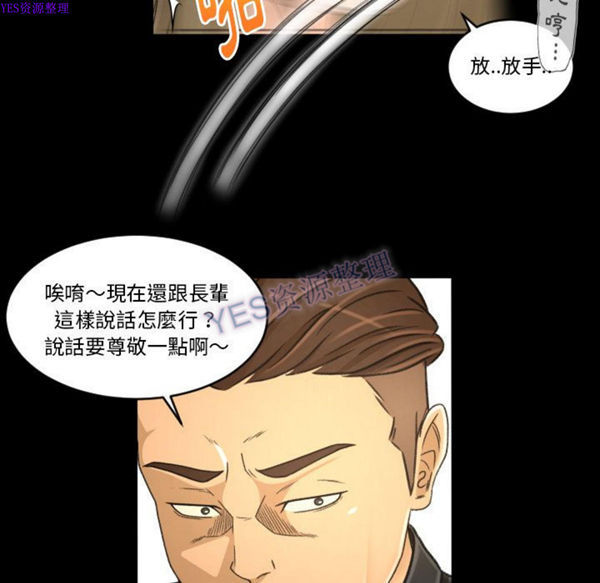 YES资源整理
啪
哼...
放..放手..
唉唷～現在還跟長輩
這樣說話怎麼行？
說話要尊敬一點啊～
YES资源整理